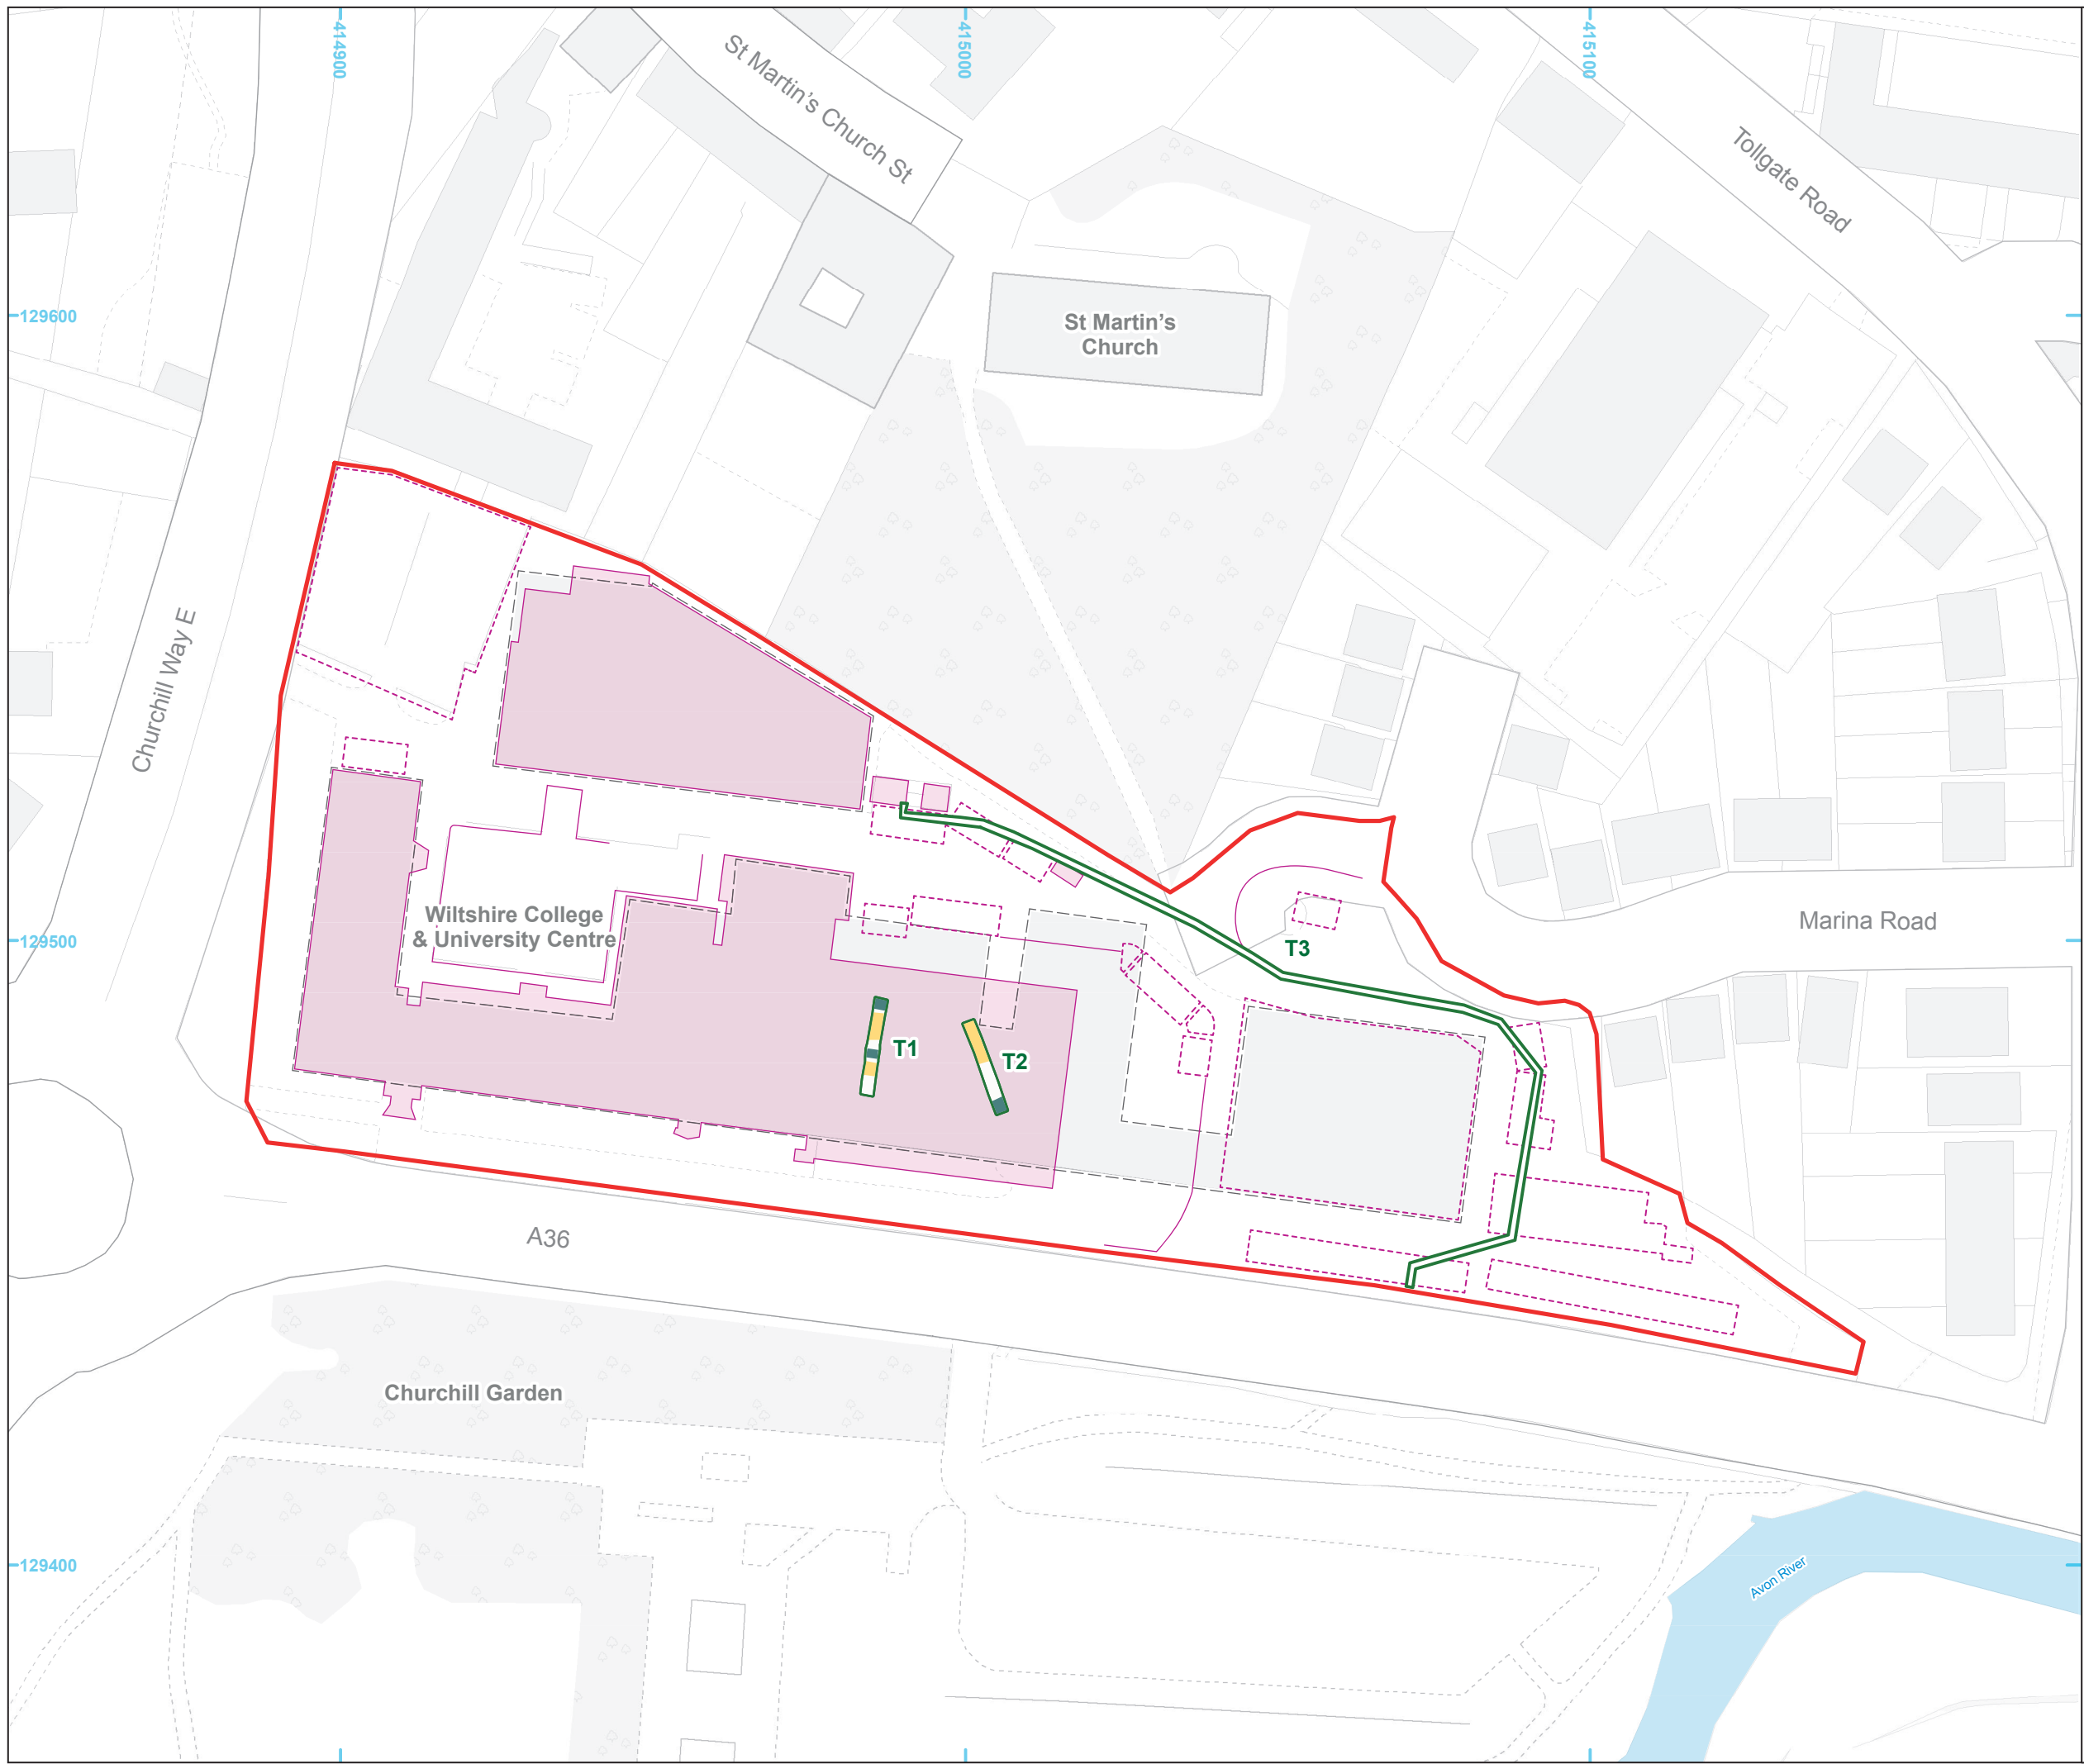 414900
415000
415100
St Martin's Church St
Tollgate Road
129600
St Martin's
Church
Churchill Way E
Wiltshire College
& University Centre
Marina Road
129500
T3
T1
T2
A36
Churchill Garden
129400
Avon River